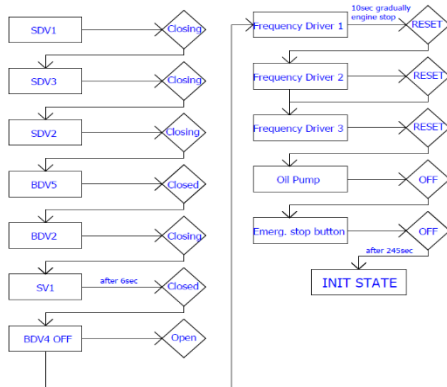 SDV1
Closing
SDV3
Closing
SDV2
Closing
BDV5
Closed
BDV2
Closing
SV1
after 6sec
Closed
BDV4 OFF
Open
Frequency Driver 1
10sec gradually
engine stop
RESET
Frequency Driver 2
RESET
Frequency Driver 3
RESET
Oil Pump
OFF
Emerg. stop button
OFF
after 245sec
INIT STATE